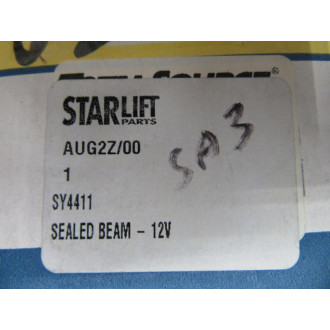 STARLIFT
PARTS
AUG2Z/00
1
SY4411
SEALED BEAM - 12V
SA3